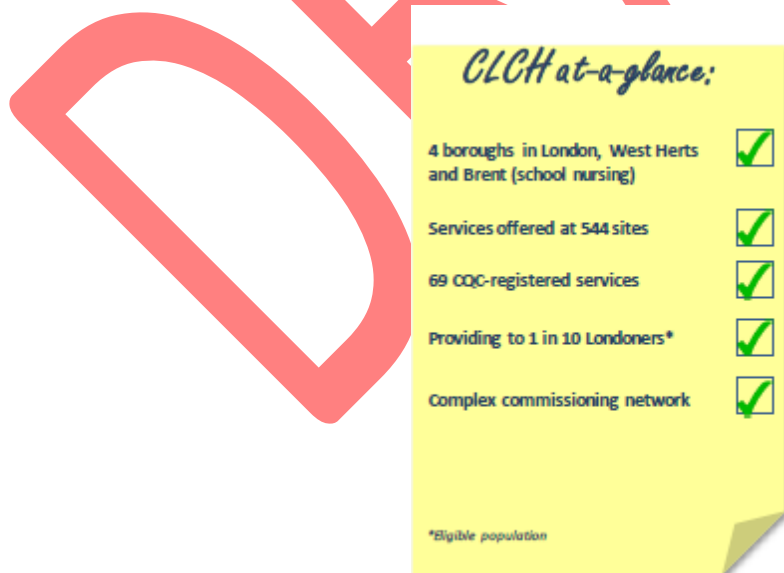 CLCH at-a-glance:
4 boroughs in London, West Herts
and Brent (school nursing)
Services offered at 544 sites
69 CQC-registered services
Providing to 1 in 10 Londoners*
Complex commissioning network
*Eligible population